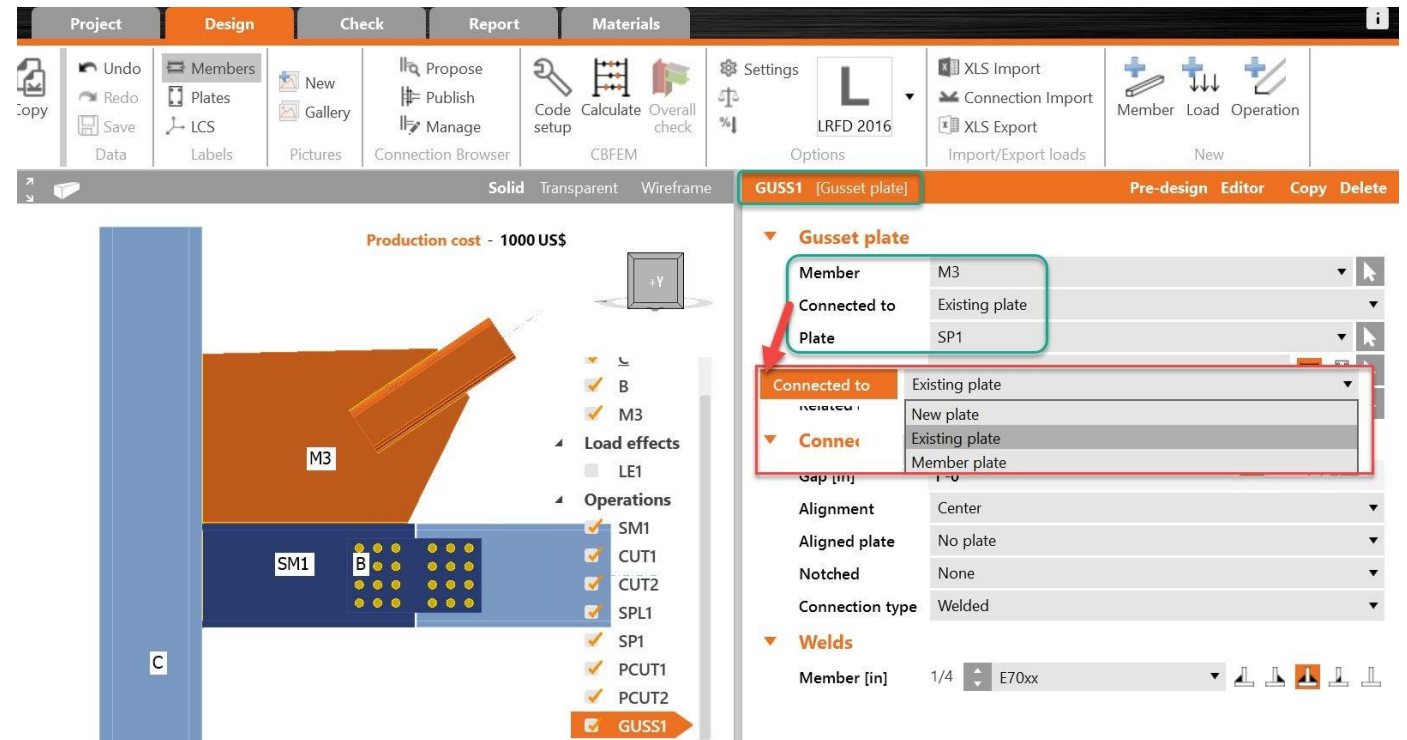 Project Design Check Report Materials i
Copy
Undo
Redo
Save
Data
Members
Plates
LCS
Labels
New
Gallery
Pictures
Propose
Publish
Manage
Connection Browser
Code setup
Calculate
Overall check
CBFEM
Settings
LRFD 2016
Options
XLS Import
Connection Import
XLS Export
Import/Export loads
Member Load Operation
New
Solid Transparent Wireframe
GUSS1 [Gusset plate] Pre-design Editor Copy Delete
Production cost - 1000 US$
+Y
M3
SM1
B
C
C
B
M3
Load effects
LE1
Operations
SM1
CUT1
CUT2
SPL1
SP1
PCUT1
PCUT2
GUSS1
Gusset plate
Member M3
Connected to Existing plate
Plate SP1
Connected to Existing plate
New plate
Existing plate
Member plate
Related
Connec
Gap [in]
Alignment Center
Aligned plate No plate
Notched None
Connection type Welded
Welds
Member [in] 1/4 E70xx